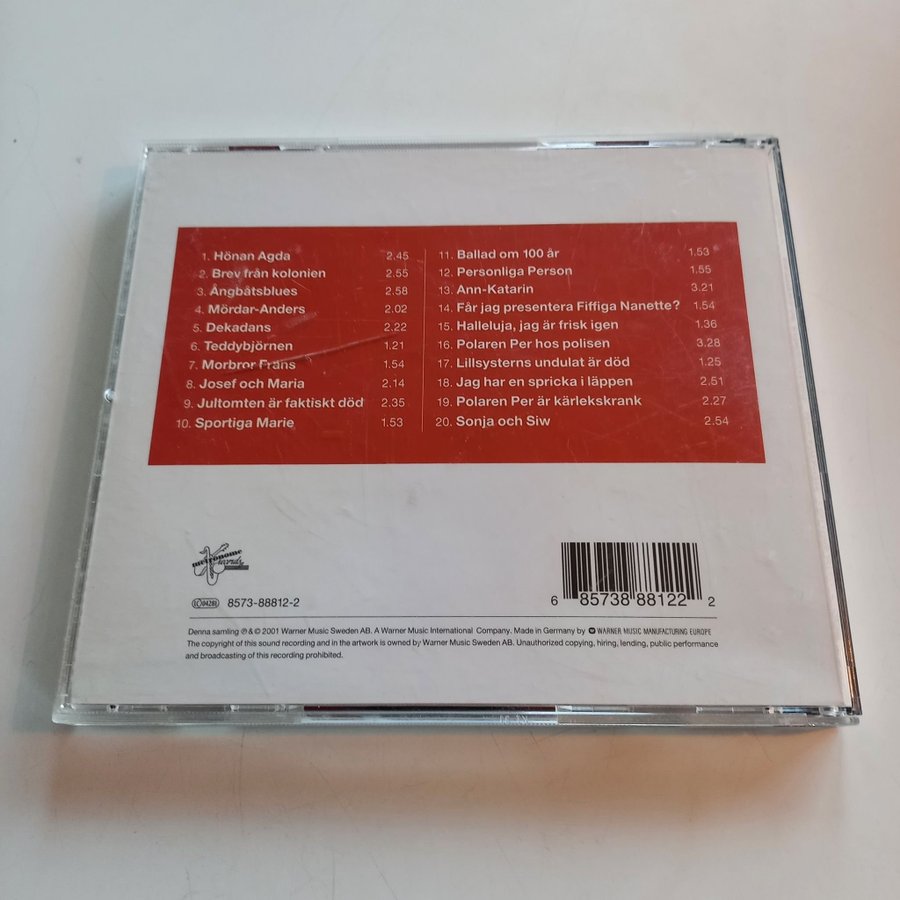 1. Hönan Agda 2.45
2. Brev från kolonien 2.55
3. Ångbåtsblues 2.58
4. Mördar-Anders 2.02
5. Dekadans 2.22
6. Teddybjörnen 1.21
7. Morbror Frans 1.54
8. Josef och Maria 2.14
9. Jultomten är faktiskt död 2.35
10. Sportiga Marie 1.53
11. Ballad om 100 år 1.53
12. Personliga Person 1.55
13. Ann-Katarin 3.21
14. Får jag presentera Fiffiga Nanette? 1.54
15. Halleluja, jag är frisk igen 1.36
16. Polaren Per hos polisen 3.28
17. Lillsysterns undulat är död 1.25
18. Jag har en spricka i läppen 2.51
19. Polaren Per är kärlekskrank 2.27
20. Sonja och Siw 2.54
metronome
records
LC 0428 8573-88812-2
6 85738 88122 2
Denna samling ℗ & © 2001 Warner Music Sweden AB. A Warner Music International Company. Made in Germany by WARNER MUSIC MANUFACTURING EUROPE
The copyright of this sound recording and in the artwork is owned by Warner Music Sweden AB. Unauthorized copying, hiring, lending, public performance
and broadcasting of this recording prohibited.